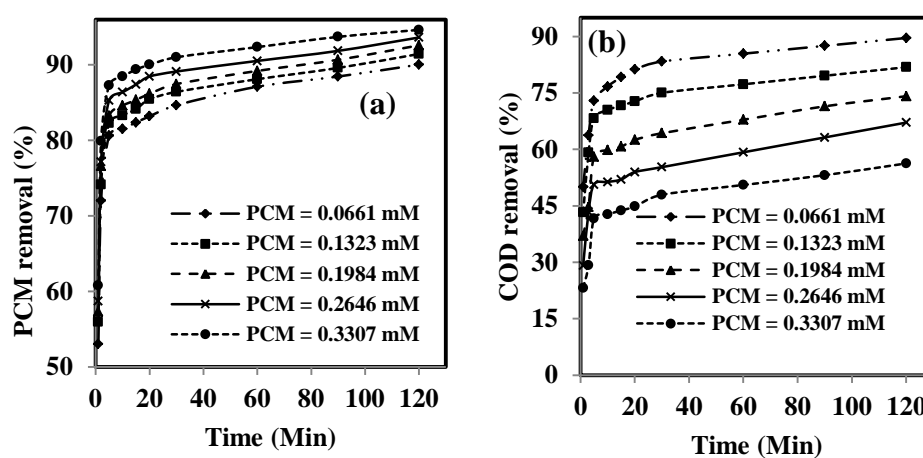 (a)
PCM removal (%)
90
80
70
60
50
PCM = 0.0661 mM
PCM = 0.1323 mM
PCM = 0.1984 mM
PCM = 0.2646 mM
PCM = 0.3307 mM
0 20 40 60 80 100 120
Time (Min)
(b)
COD removal (%)
90
75
60
45
30
15
0
PCM = 0.0661 mM
PCM = 0.1323 mM
PCM = 0.1984 mM
PCM = 0.2646 mM
PCM = 0.3307 mM
0 20 40 60 80 100 120
Time (Min)